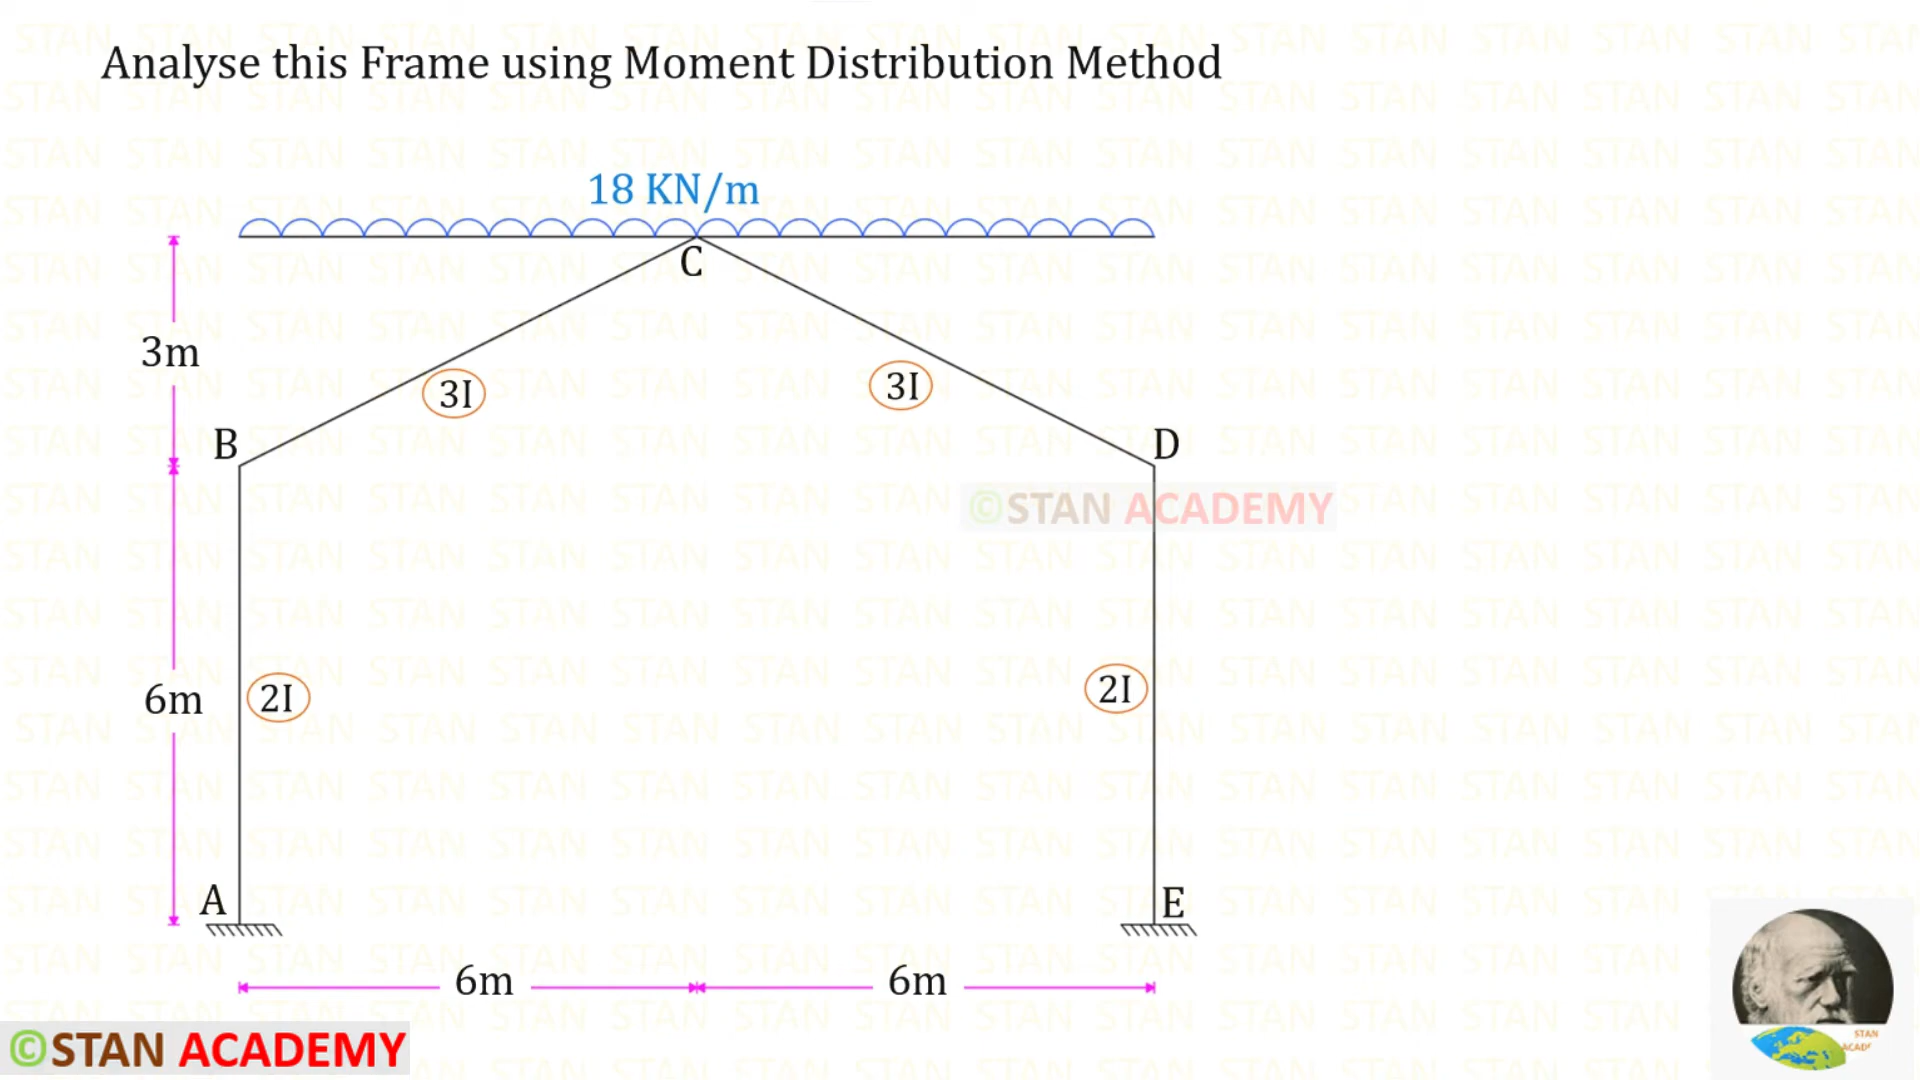 Analyse this Frame using Moment Distribution Method
18 KN/m
C
3m
3I
3I
B
D
©STAN ACADEMY
6m
2I
2I
A
E
6m
6m
©STAN ACADEMY
STAN